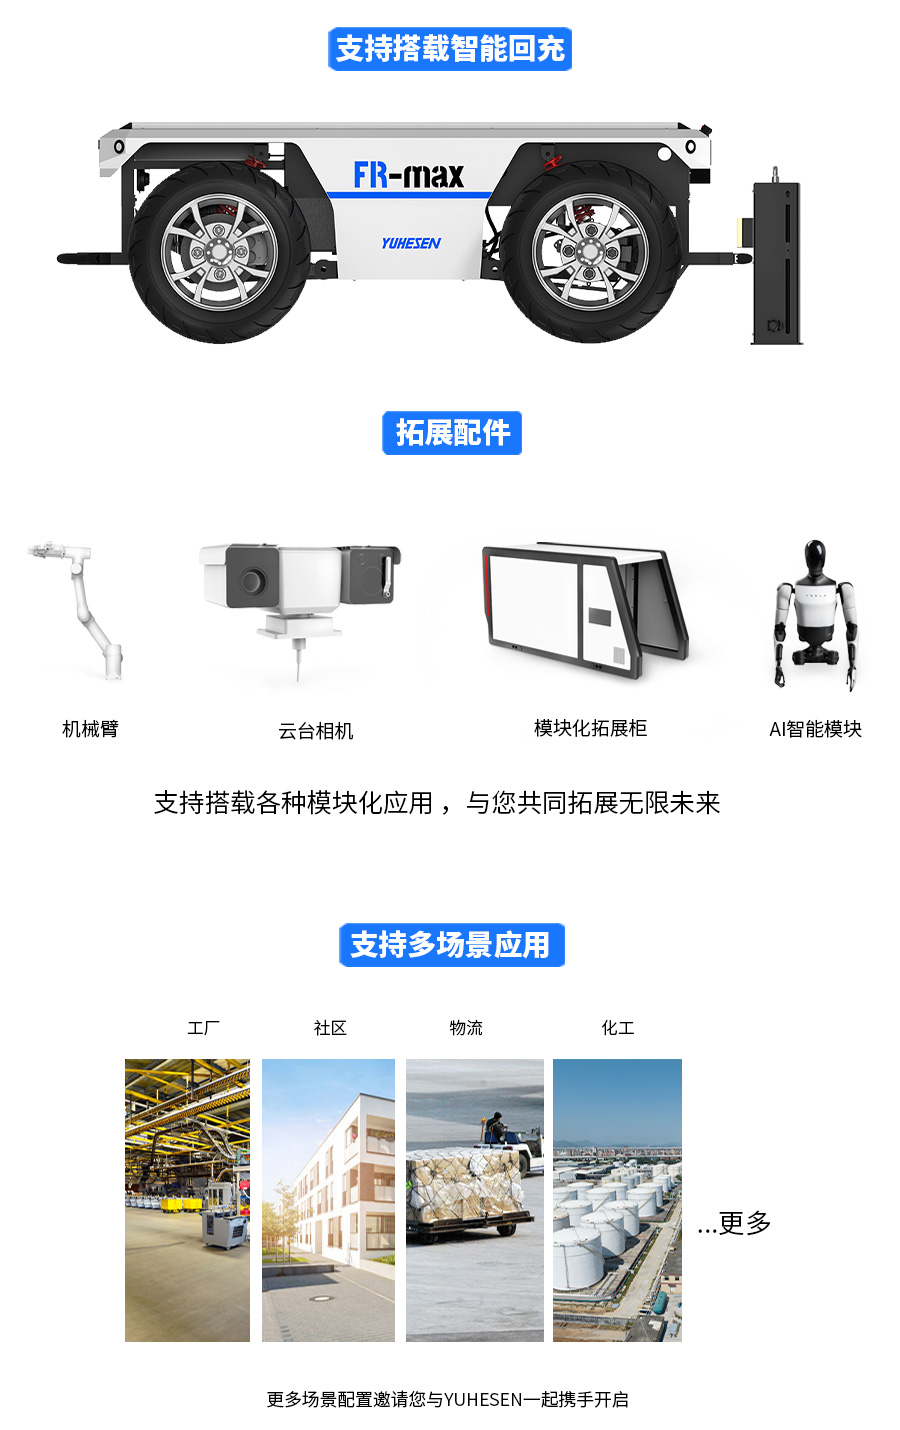 支持搭载智能回充
FR-max
YUHESEN
拓展配件
机械臂
云台相机
模块化拓展柜
AI智能模块
支持搭载各种模块化应用，与您共同拓展无限未来
支持多场景应用
工厂
社区
物流
化工
...更多
更多场景配置邀请您与YUHESEN一起携手开启